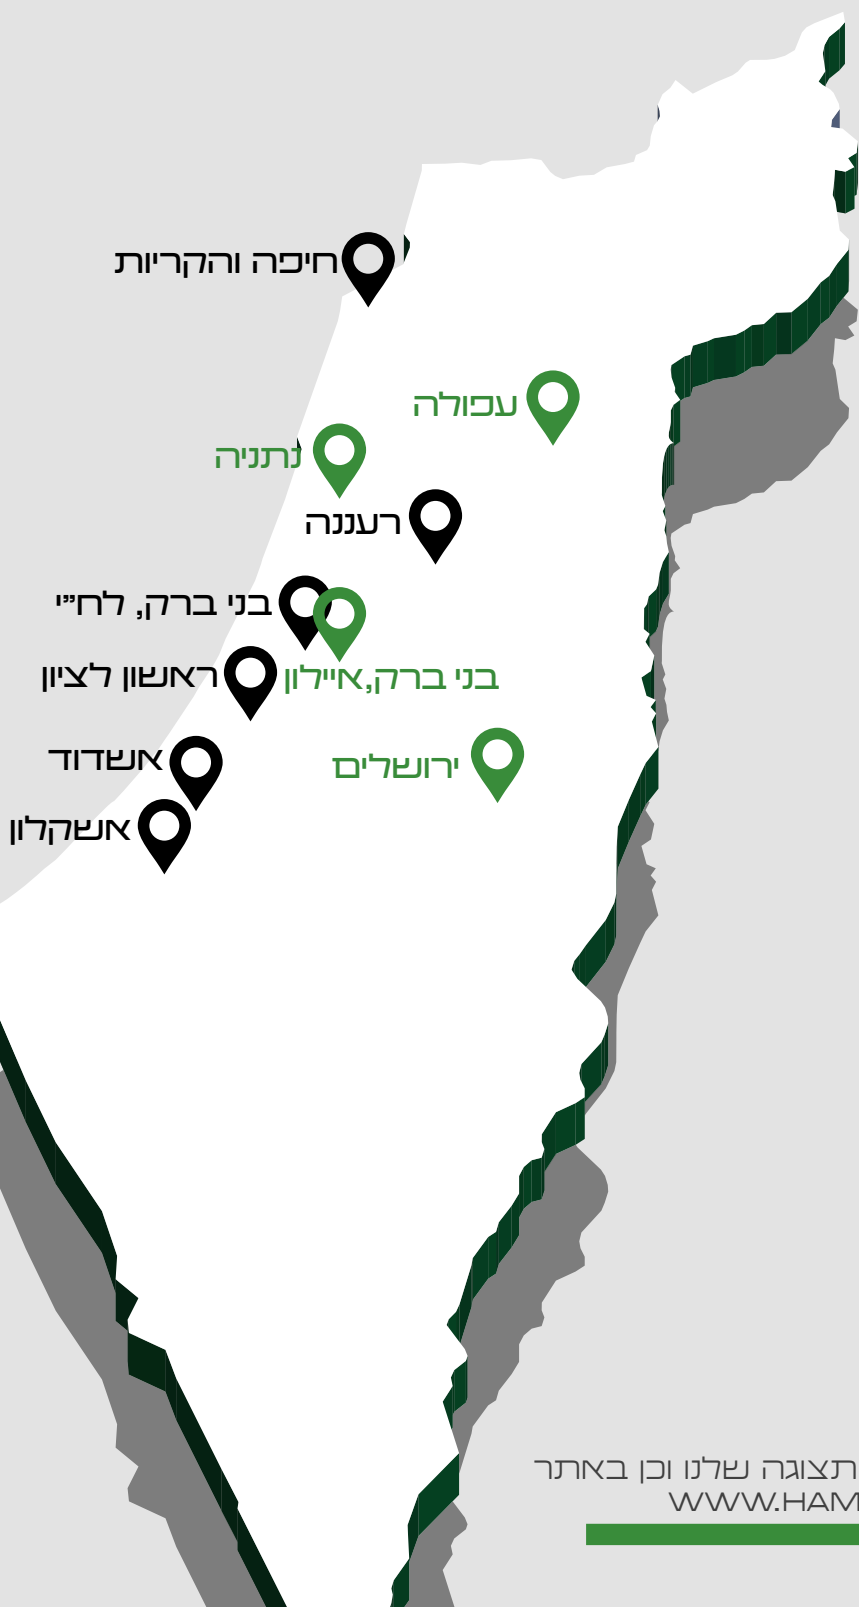 חיפה והקריות
עפולה
נתניה
רעננה
בני ברק, לח״י
ראשון לציון
בני ברק,איילון
אשדוד
ירושלים
אשקלון
תצוגה שלנו וכן באתר
WWW.HAM